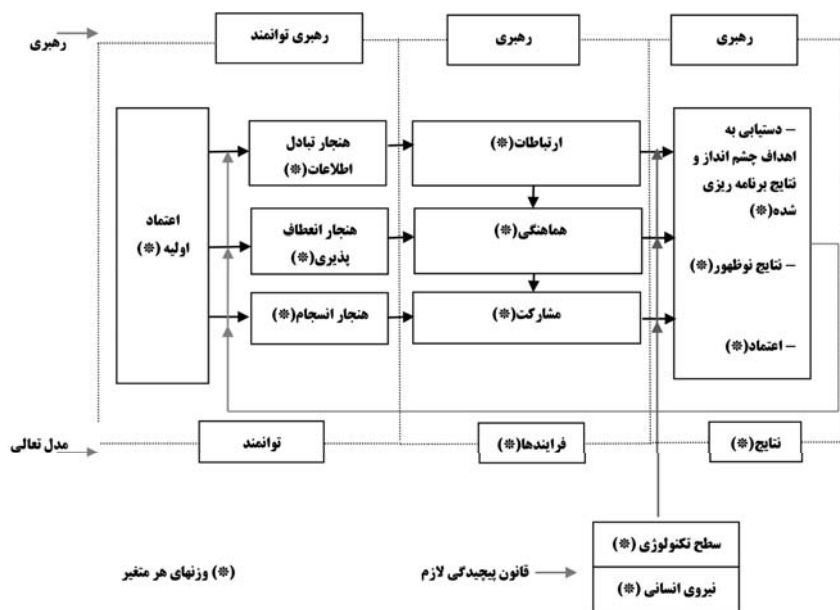 رهبری
رهبری توانمند
رهبری
رهبری
اعتماد
اولیه (*)
هنجار تبادل
اطلاعات(*)
هنجار انعطاف
پذیری(*)
هنجار انسجام(*)
ارتباطات(*)
هماهنگی(*)
مشارکت(*)
– دستیابی به
اهداف چشم انداز و
نتایج برنامه ریزی
شده(*)
– نتایج نوظهور(*)
– اعتماد(*)
مدل تعالی
توانمند
فرایندها(*)
نتایج(*)
سطح تکنولوژی (*)
نیروی انسانی (*)
قانون پیچیدگی لازم
(*) وزنهای هر متغیر